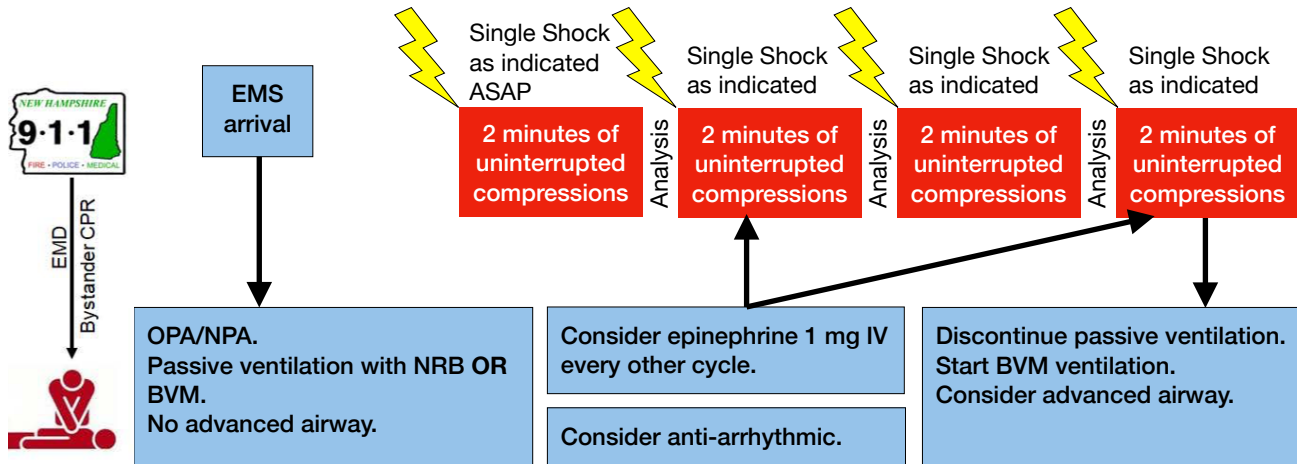 NEW HAMPSHIRE
9·1·1
FIRE • POLICE • MEDICAL
EMD
Bystander CPR
EMS
arrival
Single Shock
as indicated
ASAP
Single Shock
as indicated
Single Shock
as indicated
Single Shock
as indicated
2 minutes of
uninterrupted
compressions
Analysis
2 minutes of
uninterrupted
compressions
Analysis
2 minutes of
uninterrupted
compressions
Analysis
2 minutes of
uninterrupted
compressions
OPA/NPA.
Passive ventilation with NRB OR
BVM.
No advanced airway.
Consider epinephrine 1 mg IV
every other cycle.
Consider anti-arrhythmic.
Discontinue passive ventilation.
Start BVM ventilation.
Consider advanced airway.